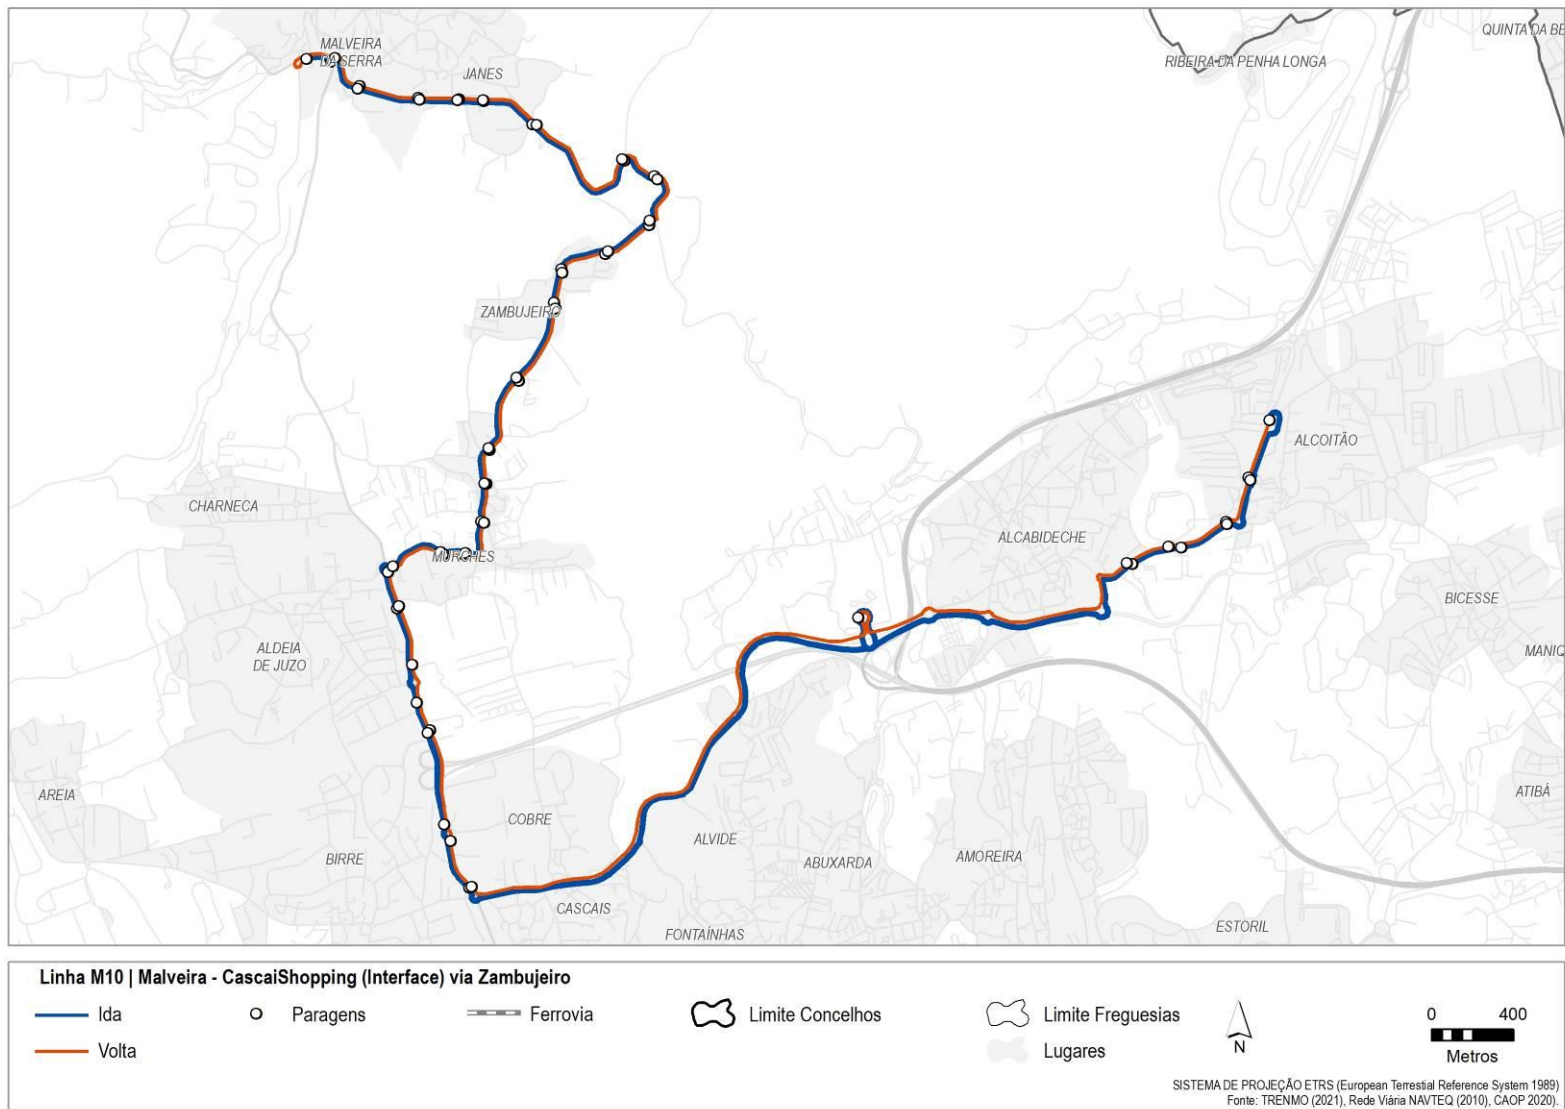 MALVEIRA
DA SERRA
JANES
RIBEIRA DA PENHA LONGA
QUINTA DA BE
ZAMBUJEIRO
ALCOITÃO
CHARNECA
ALCABIDECHE
MURCHES
BICESSE
ALDEIA
DE JUZO
MANIQ
AREIA
ATIBÁ
COBRE
ALVIDE
BIRRE
ABUXARDA
AMOREIRA
CASCAIS
ESTORIL
FONTAÍNHAS
Linha M10 | Malveira - CascaiShopping (Interface) via Zambujeiro
Ida
Paragens
Ferrovia
Limite Concelhos
Limite Freguesias
0 400
Volta
Lugares
N
Metros
SISTEMA DE PROJEÇÃO ETRS (European Terrestial Reference System 1989)
Fonte: TRENMO (2021), Rede Viária NAVTEQ (2010), CAOP 2020).